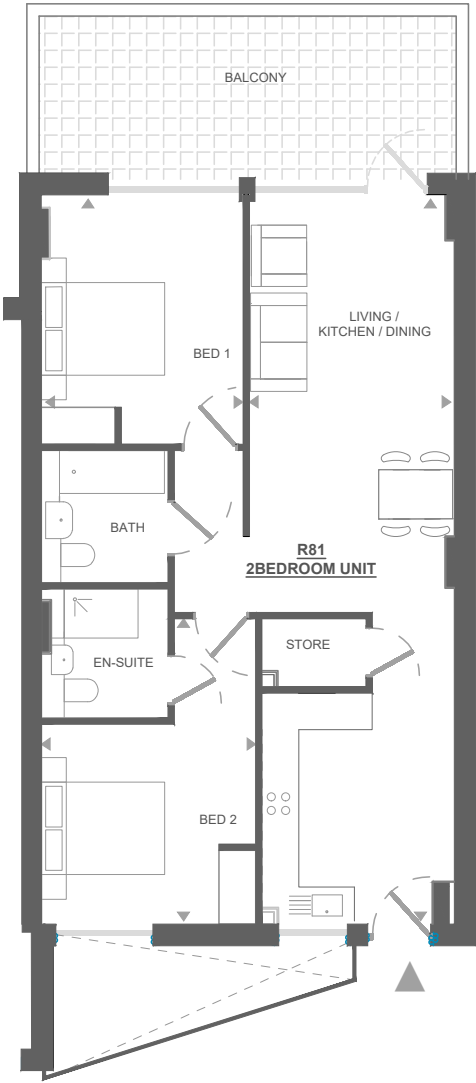 BALCONY
LIVING /
KITCHEN / DINING
BED 1
BATH
R81
2BEDROOM UNIT
STORE
EN-SUITE
BED 2